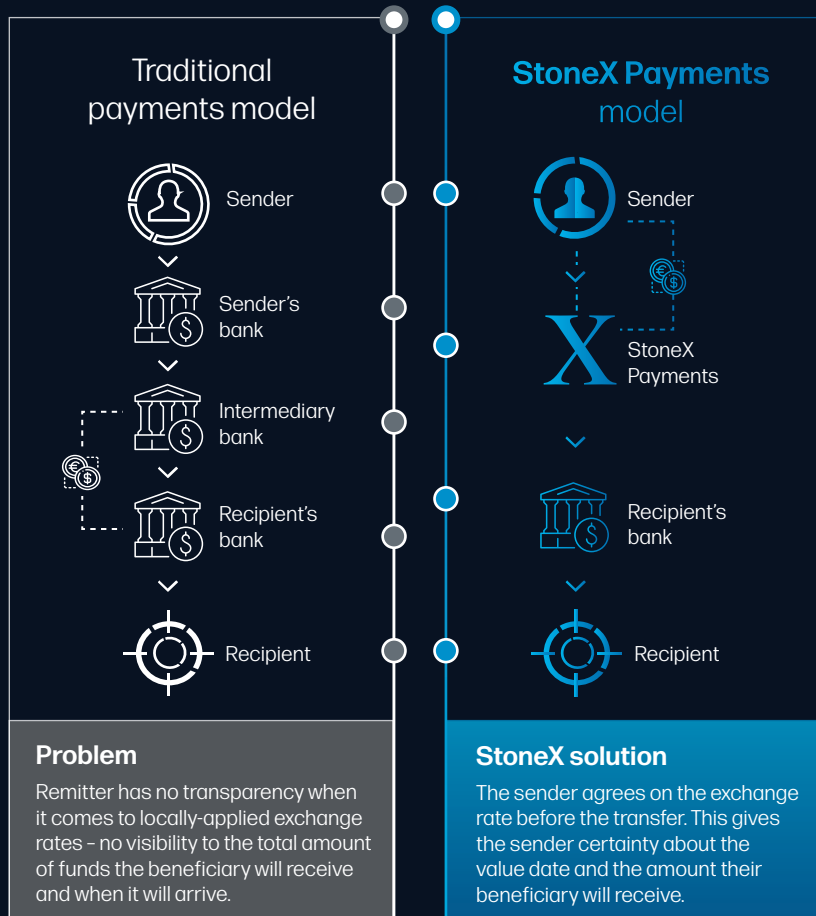 Traditional
payments model
Sender
Sender's
bank
Intermediary
bank
Recipient's
bank
Recipient
Problem
Remitter has no transparency when
it comes to locally-applied exchange
rates – no visibility to the total amount
of funds the beneficiary will receive
and when it will arrive.
StoneX Payments
model
Sender
X
StoneX
Payments
Recipient's
bank
Recipient
StoneX solution
The sender agrees on the exchange
rate before the transfer. This gives
the sender certainty about the
value date and the amount their
beneficiary will receive.